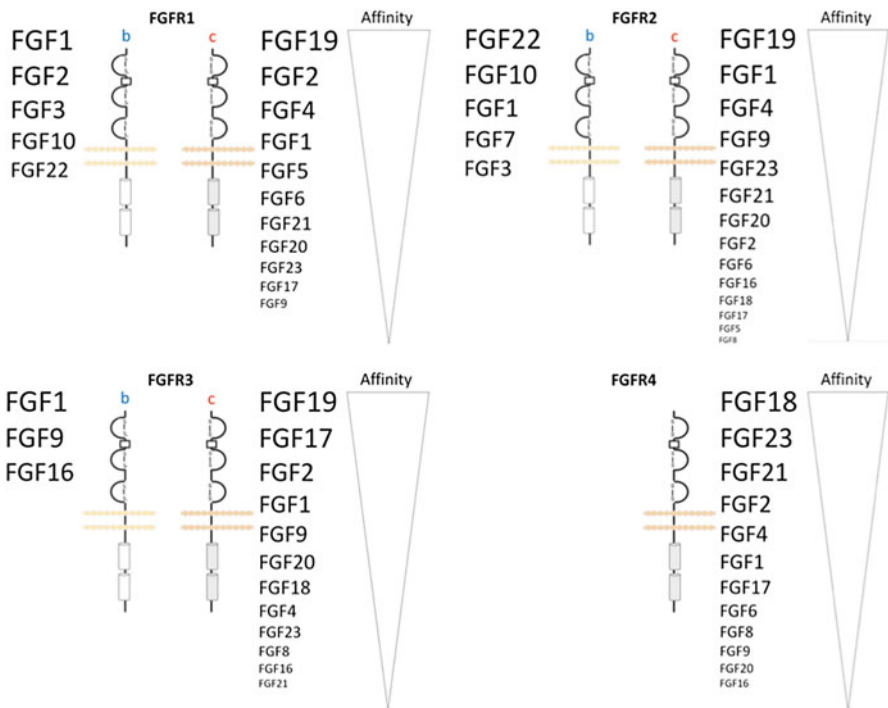 FGFR1
Affinity
b
c
FGF1
FGF2
FGF3
FGF10
FGF22
FGF19
FGF2
FGF4
FGF1
FGF5
FGF6
FGF21
FGF20
FGF23
FGF17
FGF9
FGFR2
Affinity
b
c
FGF22
FGF10
FGF1
FGF7
FGF3
FGF19
FGF1
FGF4
FGF9
FGF23
FGF21
FGF20
FGF2
FGF6
FGF16
FGF18
FGF17
FGF5
FGF8
FGFR3
Affinity
b
c
FGF1
FGF9
FGF16
FGF19
FGF17
FGF2
FGF1
FGF9
FGF20
FGF18
FGF4
FGF23
FGF8
FGF16
FGF21
FGFR4
Affinity
FGF18
FGF23
FGF21
FGF2
FGF4
FGF1
FGF17
FGF6
FGF8
FGF9
FGF20
FGF16